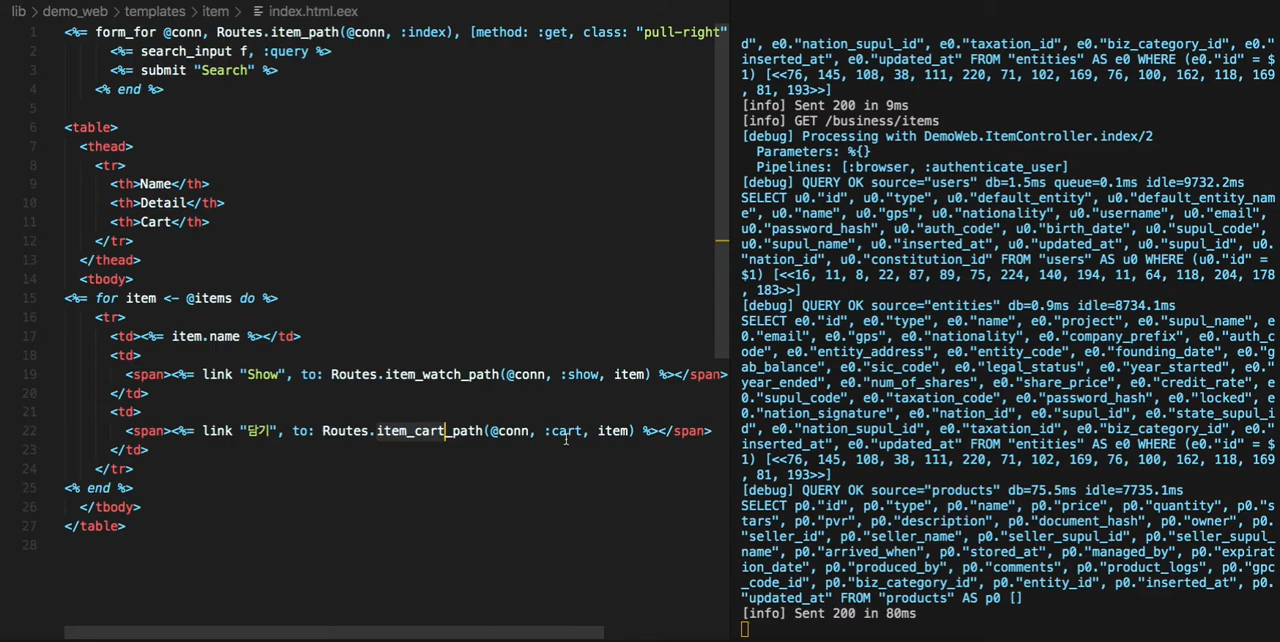 lib > demo_web > templates > item > index.html.eex
1 <%= form_for @conn, Routes.item_path(@conn, :index), [method: :get, class: "pull-right"
2 <%= search_input f, :query %>
3 <%= submit "Search" %>
4 <% end %>
5
6 <table>
7 <thead>
8 <tr>
9 <th>Name</th>
10 <th>Detail</th>
11 <th>Cart</th>
12 </tr>
13 </thead>
14 <tbody>
15 <%= for item <- @items do %>
16 <tr>
17 <td><%= item.name %></td>
18 <td>
19 <span><%= link "Show", to: Routes.item_watch_path(@conn, :show, item) %></span>
20 </td>
21 <td>
22 <span><%= link "담기", to: Routes.item_cart_path(@conn, :cart, item) %></span>
23 </td>
24 </tr>
25 <% end %>
26 </tbody>
27 </table>
28
d", e0."nation_supul_id", e0."taxation_id", e0."biz_category_id", e0."
inserted_at", e0."updated_at" FROM "entities" AS e0 WHERE (e0."id" = $
1) [<<76, 145, 108, 38, 111, 220, 71, 102, 169, 76, 100, 162, 118, 169
, 81, 193>>]
[info] Sent 200 in 9ms
[info] GET /business/items
[debug] Processing with DemoWeb.ItemController.index/2
Parameters: %{}
Pipelines: [:browser, :authenticate_user]
[debug] QUERY OK source="users" db=1.5ms queue=0.1ms idle=9732.2ms
SELECT u0."id", u0."type", u0."default_entity", u0."default_entity_nam
e", u0."name", u0."gps", u0."nationality", u0."username", u0."email",
u0."password_hash", u0."auth_code", u0."birth_date", u0."supul_code",
u0."supul_name", u0."inserted_at", u0."updated_at", u0."supul_id", u0.
"nation_id", u0."constitution_id" FROM "users" AS u0 WHERE (u0."id" =
$1) [<<16, 11, 8, 22, 87, 89, 75, 224, 140, 194, 11, 64, 118, 204, 178
, 183>>]
[debug] QUERY OK source="entities" db=0.9ms idle=8734.1ms
SELECT e0."id", e0."type", e0."name", e0."project", e0."supul_name", e
0."email", e0."gps", e0."nationality", e0."company_prefix", e0."auth_c
ode", e0."entity_address", e0."entity_code", e0."founding_date", e0."g
ab_balance", e0."sic_code", e0."legal_status", e0."year_started", e0."
year_ended", e0."num_of_shares", e0."share_price", e0."credit_rate", e
0."supul_code", e0."taxation_code", e0."password_hash", e0."locked", e
0."nation_signature", e0."nation_id", e0."supul_id", e0."state_supul_i
d", e0."nation_supul_id", e0."taxation_id", e0."biz_category_id", e0."
inserted_at", e0."updated_at" FROM "entities" AS e0 WHERE (e0."id" = $
1) [<<76, 145, 108, 38, 111, 220, 71, 102, 169, 76, 100, 162, 118, 169
, 81, 193>>]
[debug] QUERY OK source="products" db=75.5ms idle=7735.1ms
SELECT p0."id", p0."type", p0."name", p0."price", p0."quantity", p0."s
tars", p0."pvr", p0."description", p0."document_hash", p0."owner", p0.
"seller_id", p0."seller_name", p0."seller_supul_id", p0."seller_supul_
name", p0."arrived_when", p0."stored_at", p0."managed_by", p0."expirat
ion_date", p0."produced_by", p0."comments", p0."product_logs", p0."gpc
_code_id", p0."biz_category_id", p0."entity_id", p0."inserted_at", p0.
"updated_at" FROM "products" AS p0 []
[info] Sent 200 in 80ms